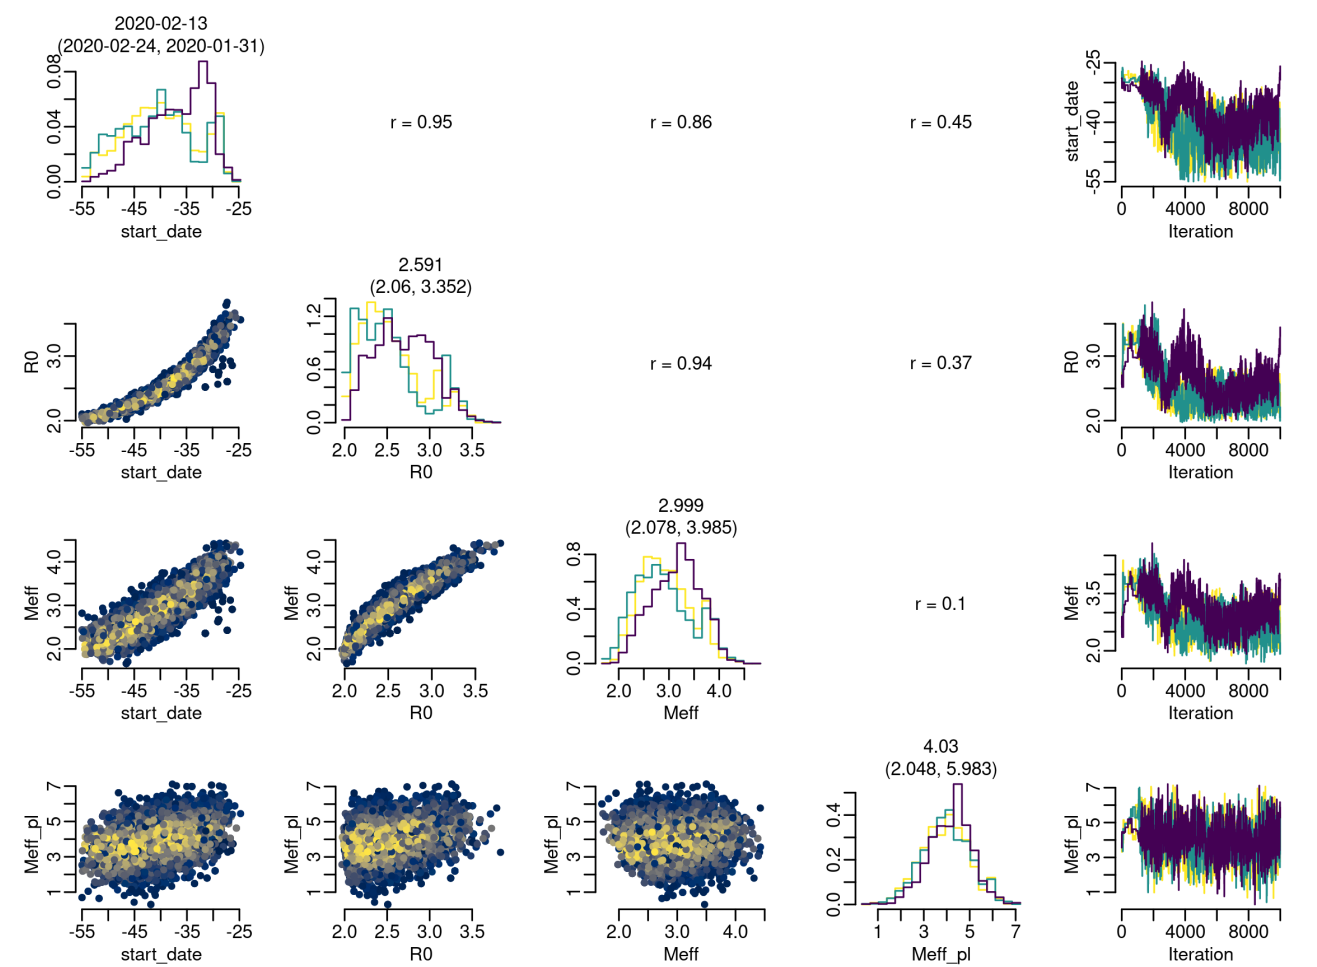 2020-02-13
(2020-02-24, 2020-01-31)
0.00 0.04 0.08
-55 -45 -35 -25
start_date
r = 0.95
r = 0.86
r = 0.45
start_date
-55 -40 -25
0 4000 8000
Iteration
R0
2.0 3.0
-55 -45 -35 -25
start_date
2.591
(2.06, 3.352)
0.0 0.6 1.2
2.0 2.5 3.0 3.5
R0
r = 0.94
r = 0.37
R0
2.0 3.0
0 4000 8000
Iteration
Meff
2.0 3.0 4.0
-55 -45 -35 -25
start_date
Meff
2.0 3.0 4.0
2.0 2.5 3.0 3.5
R0
2.999
(2.078, 3.985)
0.0 0.4 0.8
2.0 3.0 4.0
Meff
r = 0.1
Meff
2.0 3.5
0 4000 8000
Iteration
Meff_pl
1 3 5 7
-55 -45 -35 -25
start_date
Meff_pl
1 3 5 7
2.0 2.5 3.0 3.5
R0
Meff_pl
1 3 5 7
2.0 3.0 4.0
Meff
4.03
(2.048, 5.983)
0.0 0.2 0.4
1 3 5 7
Meff_pl
Meff_pl
1 3 5 7
0 4000 8000
Iteration